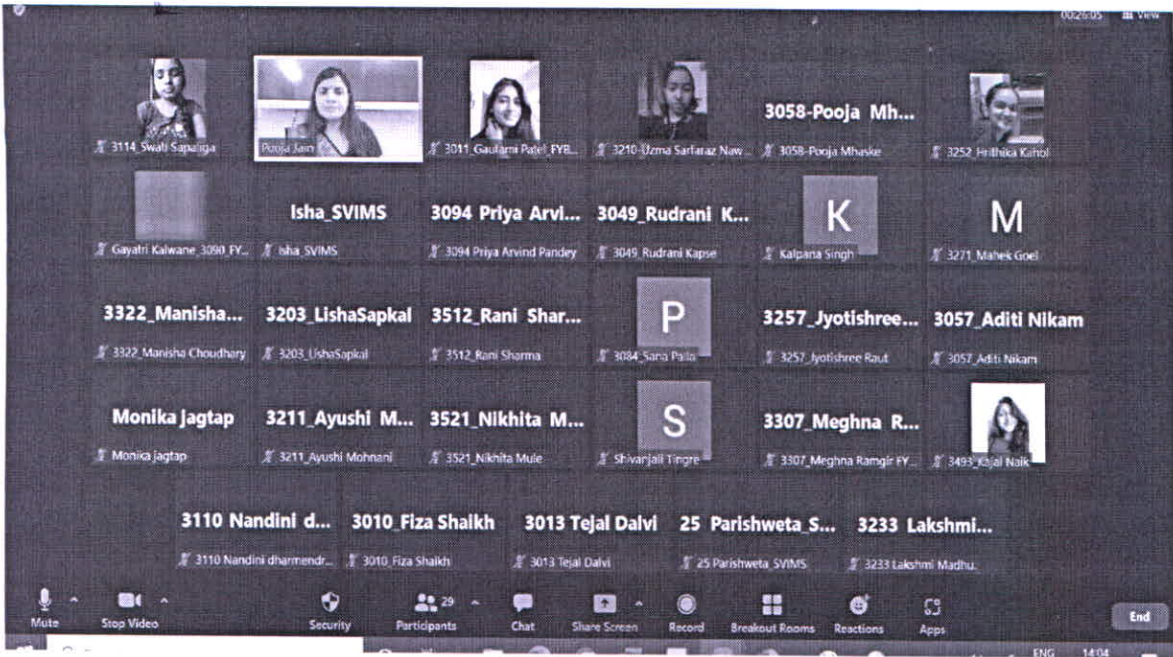 00:26:05 View
3114_Swati Sapaliga
Pooja Jain
3011_Gautami Patel_FYB...
3210-Uzma Sarfaraz Naw...
3058-Pooja Mh...
3058-Pooja Mhaske
3252_Hrithika Kahol
Gayatri Kalwane_3090_FY...
Isha_SVIMS
Isha_SVIMS
3094 Priya Arvi...
3094 Priya Arvind Pandey
3049_Rudrani K...
3049_Rudrani Kapse
K
Kalpana Singh
M
3271_Mahek Goel
3322_Manisha...
3322_Manisha Choudhary
3203_LishaSapkal
3203_LishaSapkal
3512_Rani Shar...
3512_Rani Sharma
P
3084_Sana
3257_Jyotishree...
3257_Jyotishree Raut
3057_Aditi Nikam
3057_Aditi Nikam
Monika Jagtap
Monika Jagtap
3211_Ayushi M...
3211_Ayushi Mohnani
3521_Nikhita M...
3521_Nikhita Mule
S
Shivanjali Tingre
3307_Meghna R...
3307_Meghna Ramgir FY...
3493_Kajal Naik
3110 Nandini d...
3110 Nandini dharmendr...
3010_Fiza Shaikh
3010_Fiza Shaikh
3013 Tejal Dalvi
3013 Tejal Dalvi
25 Parishweta_S...
25 Parishweta_SVIMS
3233 Lakshmi...
3233 Lakshmi Madhu.
29
Mute
Stop Video
Security
Participants
Chat
Share Screen
Record
Breakout Rooms
Reactions
Apps
End
ENG 14:04